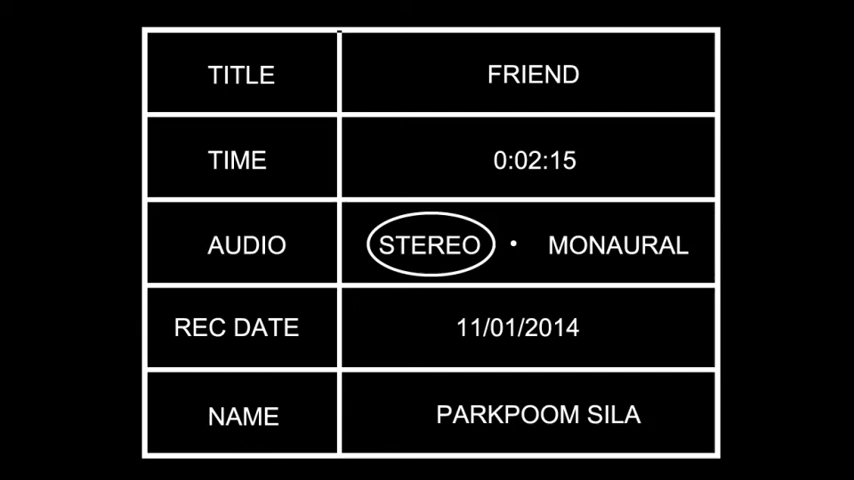 TITLE FRIEND
TIME 0:02:15
AUDIO STEREO • MONAURAL
REC DATE 11/01/2014
NAME PARKPOOM SILA